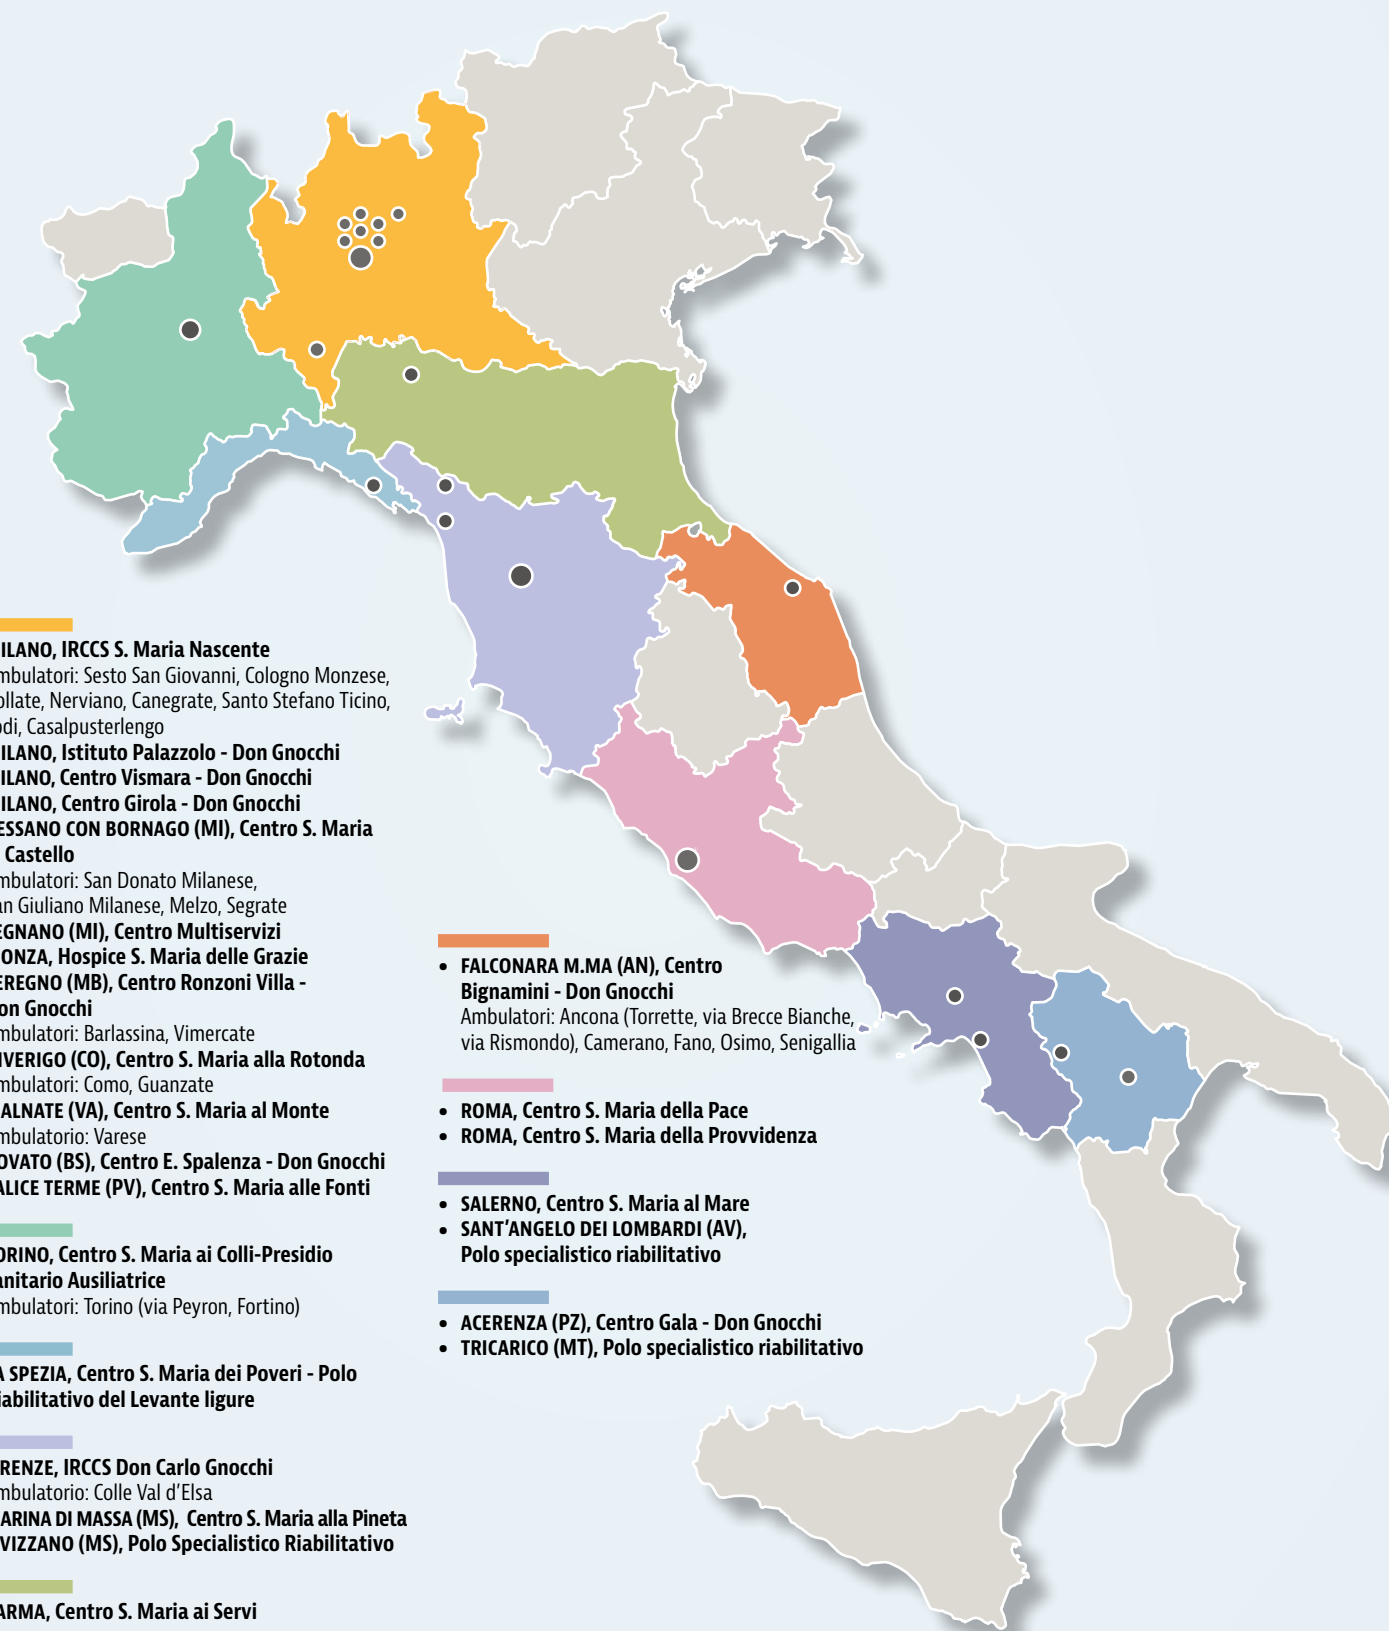 ILANO, IRCCS S. Maria Nascente
mbulatori: Sesto San Giovanni, Cologno Monzese,
ollate, Nerviano, Canegrate, Santo Stefano Ticino,
odi, Casalpusterlengo
ILANO, Istituto Palazzolo - Don Gnocchi
ILANO, Centro Vismara - Don Gnocchi
ILANO, Centro Girola - Don Gnocchi
ESSANO CON BORNAGO (MI), Centro S. Maria
Castello
mbulatori: San Donato Milanese,
an Giuliano Milanese, Melzo, Segrate
EGNANO (MI), Centro Multiservizi
ONZA, Hospice S. Maria delle Grazie
EREGNO (MB), Centro Ronzoni Villa -
on Gnocchi
mbulatori: Barlassina, Vimercate
VERIGO (CO), Centro S. Maria alla Rotonda
mbulatori: Como, Guanzate
ALNATE (VA), Centro S. Maria al Monte
mbulatorio: Varese
OVATO (BS), Centro E. Spalenza - Don Gnocchi
ALICE TERME (PV), Centro S. Maria alle Fonti
ORINO, Centro S. Maria ai Colli-Presidio
anitario Ausiliatrice
mbulatori: Torino (via Peyron, Fortino)
A SPEZIA, Centro S. Maria dei Poveri - Polo
iabilitativo del Levante ligure
RENZE, IRCCS Don Carlo Gnocchi
mbulatorio: Colle Val d'Elsa
ARINA DI MASSA (MS), Centro S. Maria alla Pineta
VIZZANO (MS), Polo Specialistico Riabilitativo
ARMA, Centro S. Maria ai Servi
• FALCONARA M.MA (AN), Centro
Bignamini - Don Gnocchi
Ambulatori: Ancona (Torrette, via Brecce Bianche,
via Rismondo), Camerano, Fano, Osimo, Senigallia
• ROMA, Centro S. Maria della Pace
• ROMA, Centro S. Maria della Provvidenza
• SALERNO, Centro S. Maria al Mare
• SANT'ANGELO DEI LOMBARDI (AV),
Polo specialistico riabilitativo
• ACERENZA (PZ), Centro Gala - Don Gnocchi
• TRICARICO (MT), Polo specialistico riabilitativo